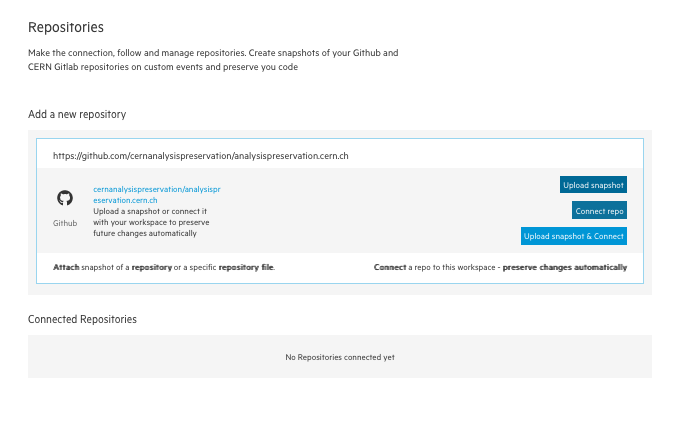 Repositories
Make the connection, follow and manage repositories. Create snapshots of your Github and
CERN Gitlab repositories on custom events and preserve you code
Add a new repository
https://github.com/cernanalysispreservation/analysispreservation.cern.ch
cernanalysispreservation/analysispr
eservation.cern.ch
Upload a snapshot or connect it
with your workspace to preserve
future changes automatically
Github
Upload snapshot
Connect repo
Upload snapshot & Connect
Attach snapshot of a repository or a specific repository file.
Connect a repo to this workspace - preserve changes automatically
Connected Repositories
No Repositories connected yet